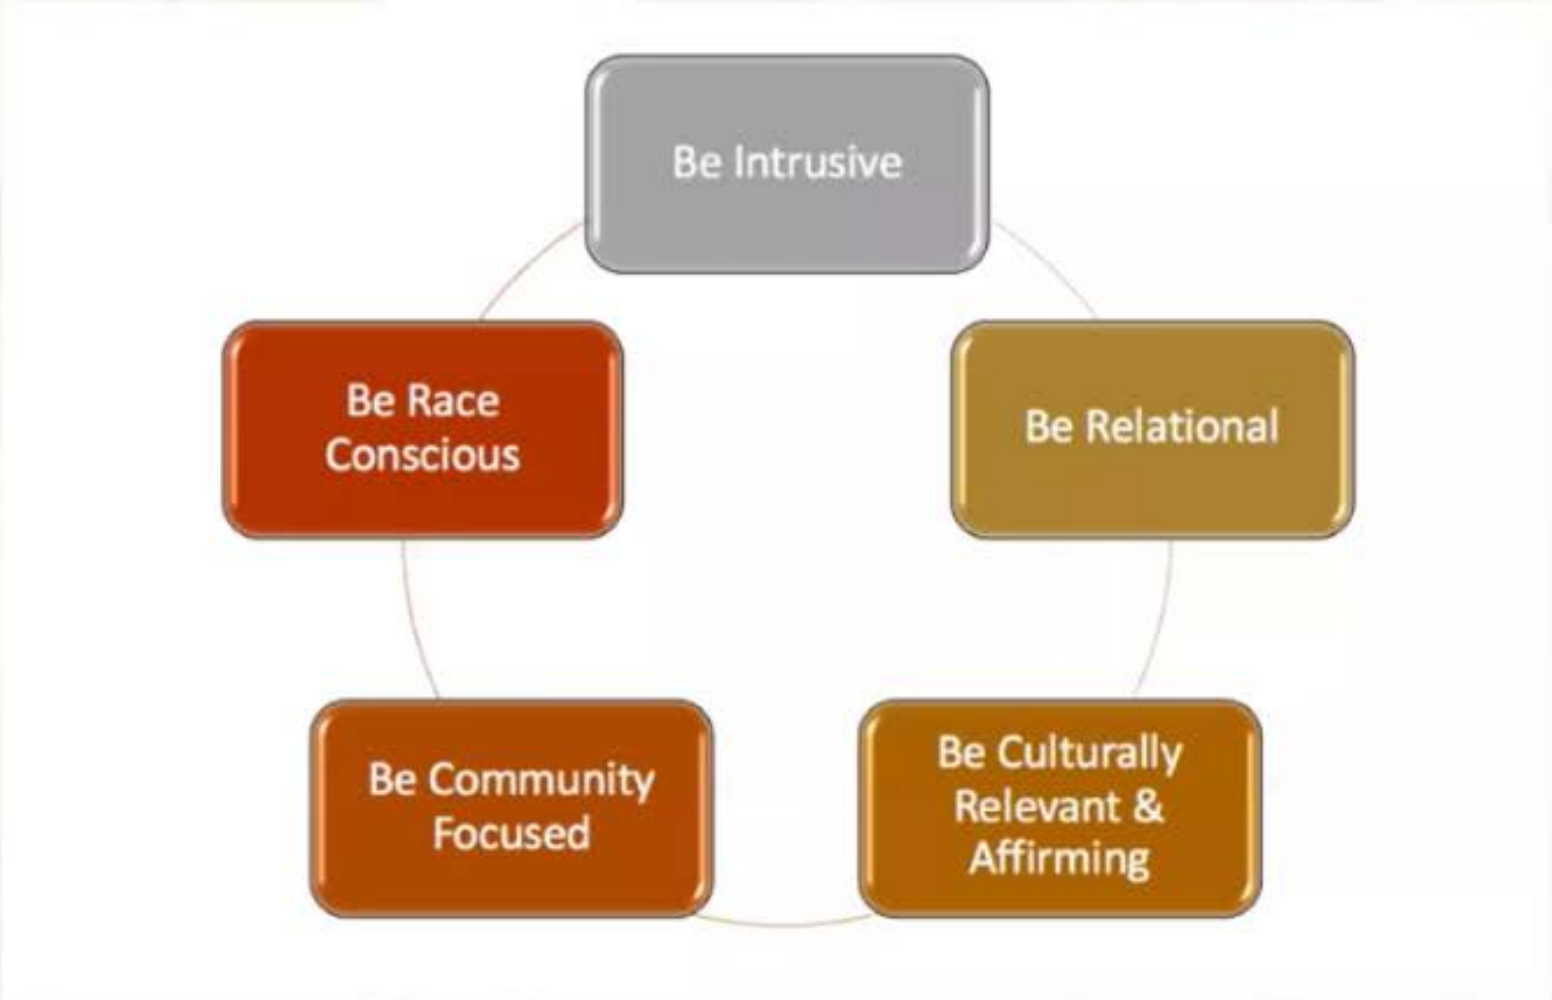 Be Intrusive
Be Relational
Be Culturally
Relevant &
Affirming
Be Community
Focused
Be Race
Conscious